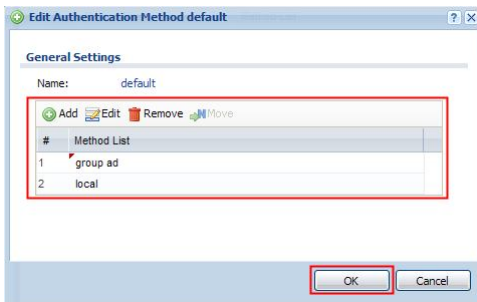 Edit Authentication Method default ? X
General Settings
Name: default
Add Edit Remove Move
# Method List
1 group ad
2 local
OK Cancel